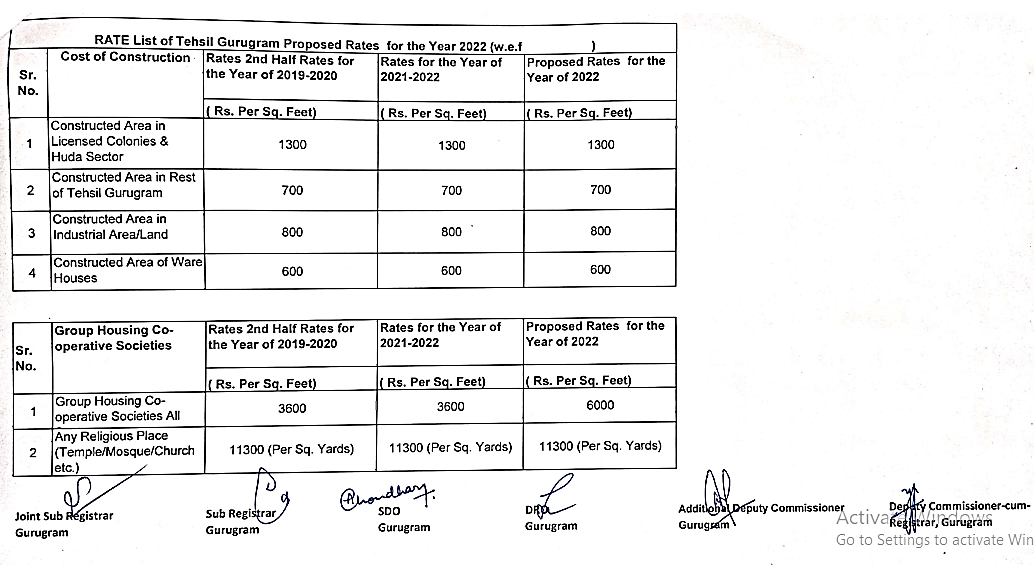 RATE List of Tehsil Gurugram Proposed Rates for the Year 2022 (w.e.f )
Sr. No.
Cost of Construction
Rates 2nd Half Rates for the Year of 2019-2020
Rates for the Year of 2021-2022
Proposed Rates for the Year of 2022
( Rs. Per Sq. Feet)
( Rs. Per Sq. Feet)
( Rs. Per Sq. Feet)
1
Constructed Area in Licensed Colonies & Huda Sector
1300
1300
1300
2
Constructed Area in Rest of Tehsil Gurugram
700
700
700
3
Constructed Area in Industrial Area/Land
800
800
800
4
Constructed Area of Ware Houses
600
600
600
Sr. No.
Group Housing Co-operative Societies
Rates 2nd Half Rates for the Year of 2019-2020
Rates for the Year of 2021-2022
Proposed Rates for the Year of 2022
( Rs. Per Sq. Feet)
( Rs. Per Sq. Feet)
( Rs. Per Sq. Feet)
1
Group Housing Co-operative Societies All
3600
3600
6000
2
Any Religious Place (Temple/Mosque/Church etc.)
11300 (Per Sq. Yards)
11300 (Per Sq. Yards)
11300 (Per Sq. Yards)
Joint Sub Registrar
Gurugram
Sub Registrar
Gurugram
SDO
Gurugram
Gurugram
Additional Deputy Commissioner
Gurugram
Deputy Commissioner-cum-
Registrar, Gurugram
Activate Windows
Go to Settings to activate Win